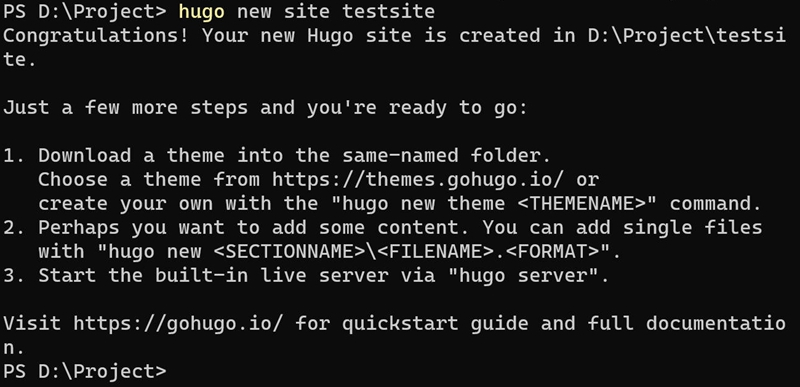 PS D:\Project> hugo new site testsite
Congratulations! Your new Hugo site is created in D:\Project\testsi
te.
Just a few more steps and you're ready to go:
1. Download a theme into the same-named folder.
   Choose a theme from https://themes.gohugo.io/ or
   create your own with the "hugo new theme <THEMENAME>" command.
2. Perhaps you want to add some content. You can add single files
   with "hugo new <SECTIONNAME>\<FILENAME>.<FORMAT>".
3. Start the built-in live server via "hugo server".
Visit https://gohugo.io/ for quickstart guide and full documentatio
n.
PS D:\Project>